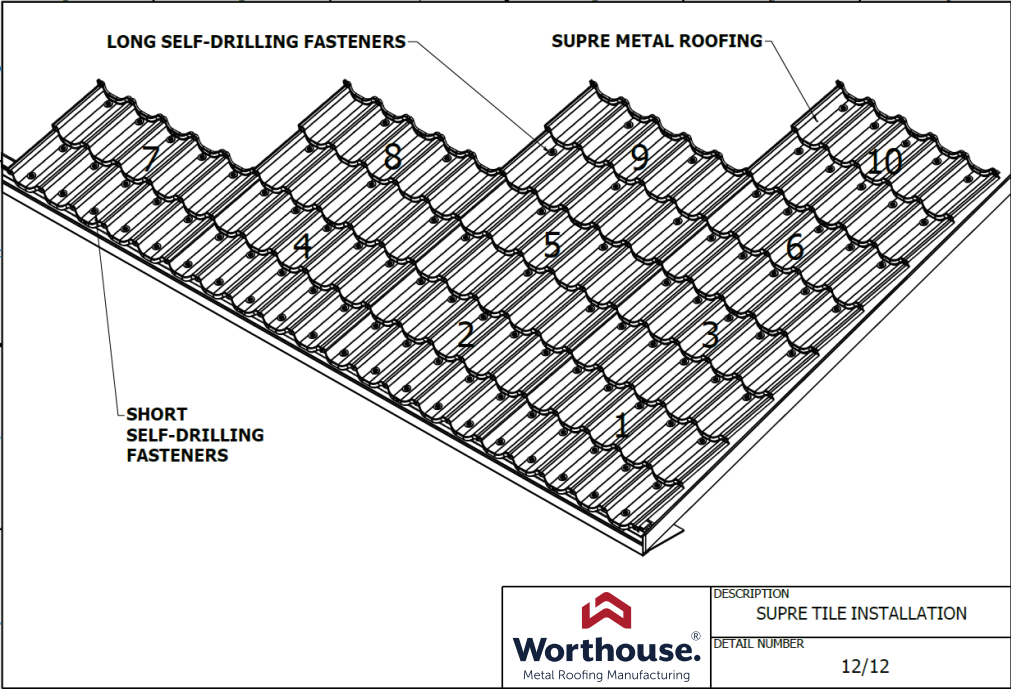 LONG SELF-DRILLING FASTENERS
SUPRE METAL ROOFING
7
8
9
10
4
5
6
2
3
1
SHORT
SELF-DRILLING
FASTENERS
Worthouse.®
Metal Roofing Manufacturing
DESCRIPTION
SUPRE TILE INSTALLATION
DETAIL NUMBER
12/12